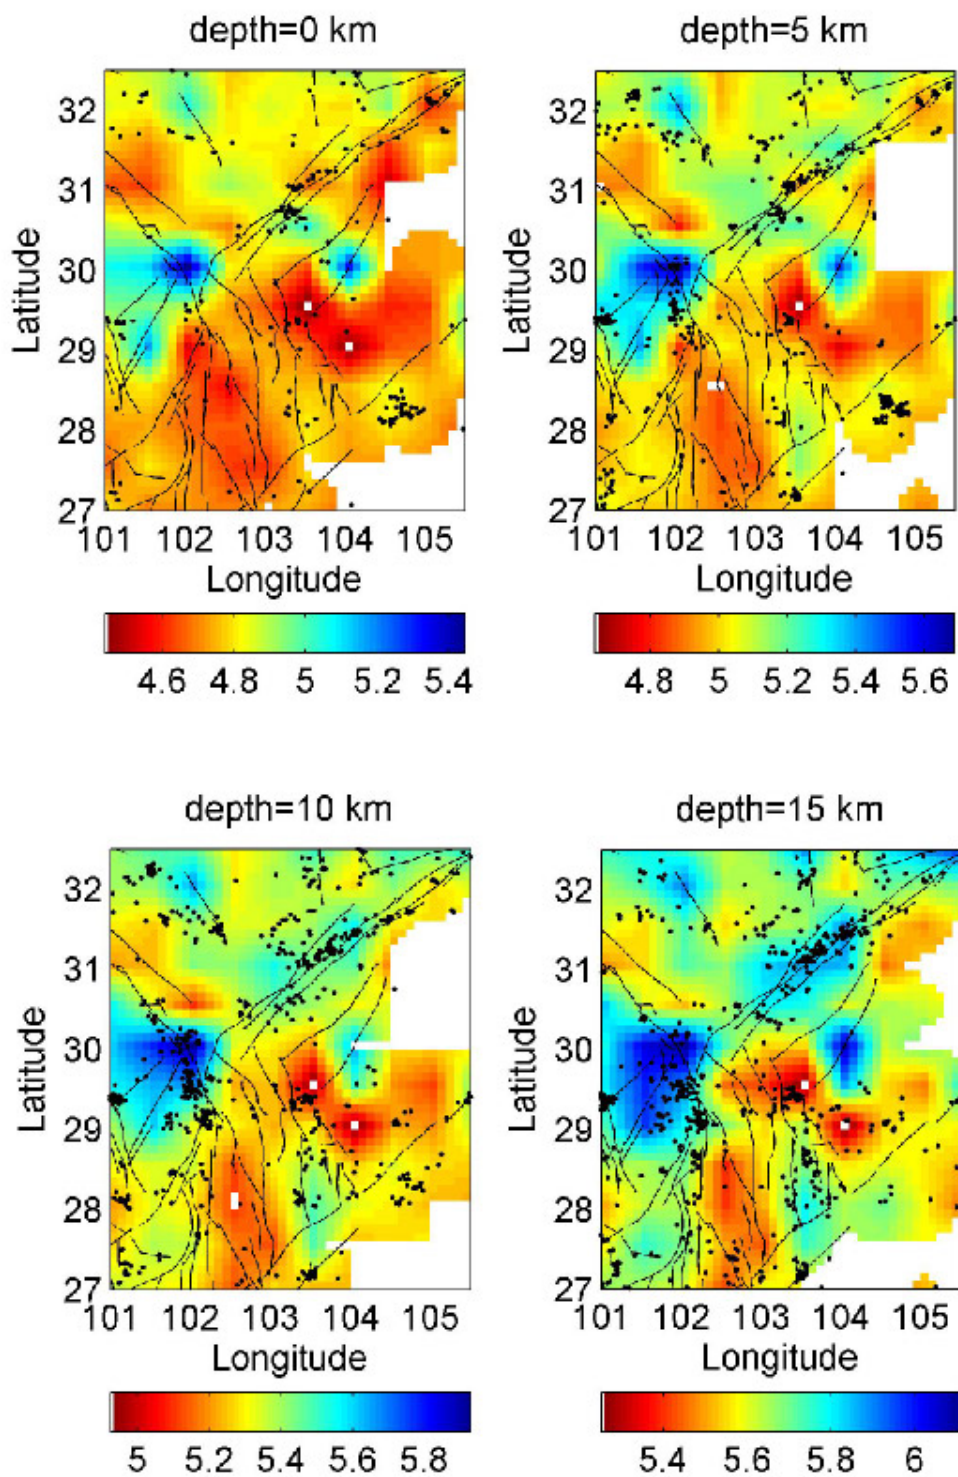 depth=0 km
depth=5 km
32
31
30
29
28
27
Latitude
101 102 103 104 105
Longitude
4.6 4.8 5 5.2 5.4
32
31
30
29
28
27
Latitude
101 102 103 104 105
Longitude
4.8 5 5.2 5.4 5.6
depth=10 km
depth=15 km
32
31
30
29
28
27
Latitude
101 102 103 104 105
Longitude
5 5.2 5.4 5.6 5.8
32
31
30
29
28
27
Latitude
101 102 103 104 105
Longitude
5.4 5.6 5.8 6